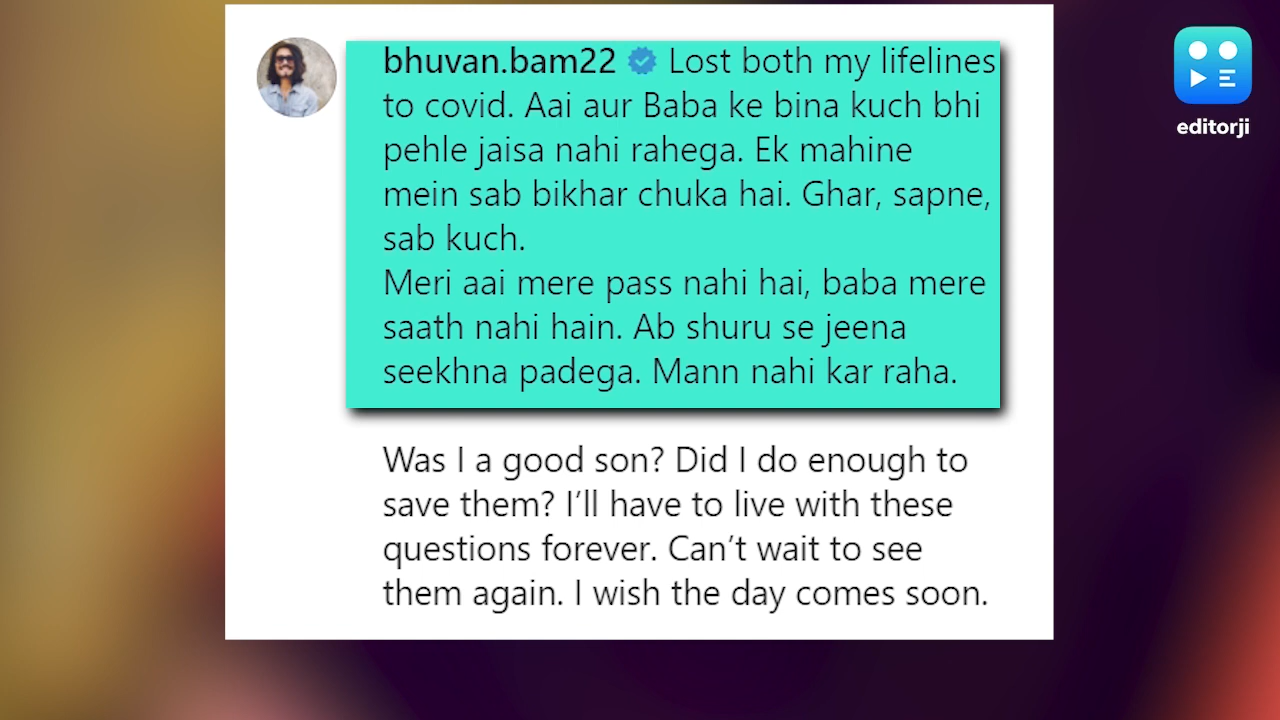 bhuvan.bam22 Lost both my lifelines
to covid. Aai aur Baba ke bina kuch bhi
pehle jaisa nahi rahega. Ek mahine
mein sab bikhar chuka hai. Ghar, sapne,
sab kuch.
Meri aai mere pass nahi hai, baba mere
saath nahi hain. Ab shuru se jeena
seekhna padega. Mann nahi kar raha.
Was I a good son? Did I do enough to
save them? I’ll have to live with these
questions forever. Can’t wait to see
them again. I wish the day comes soon.
editorji